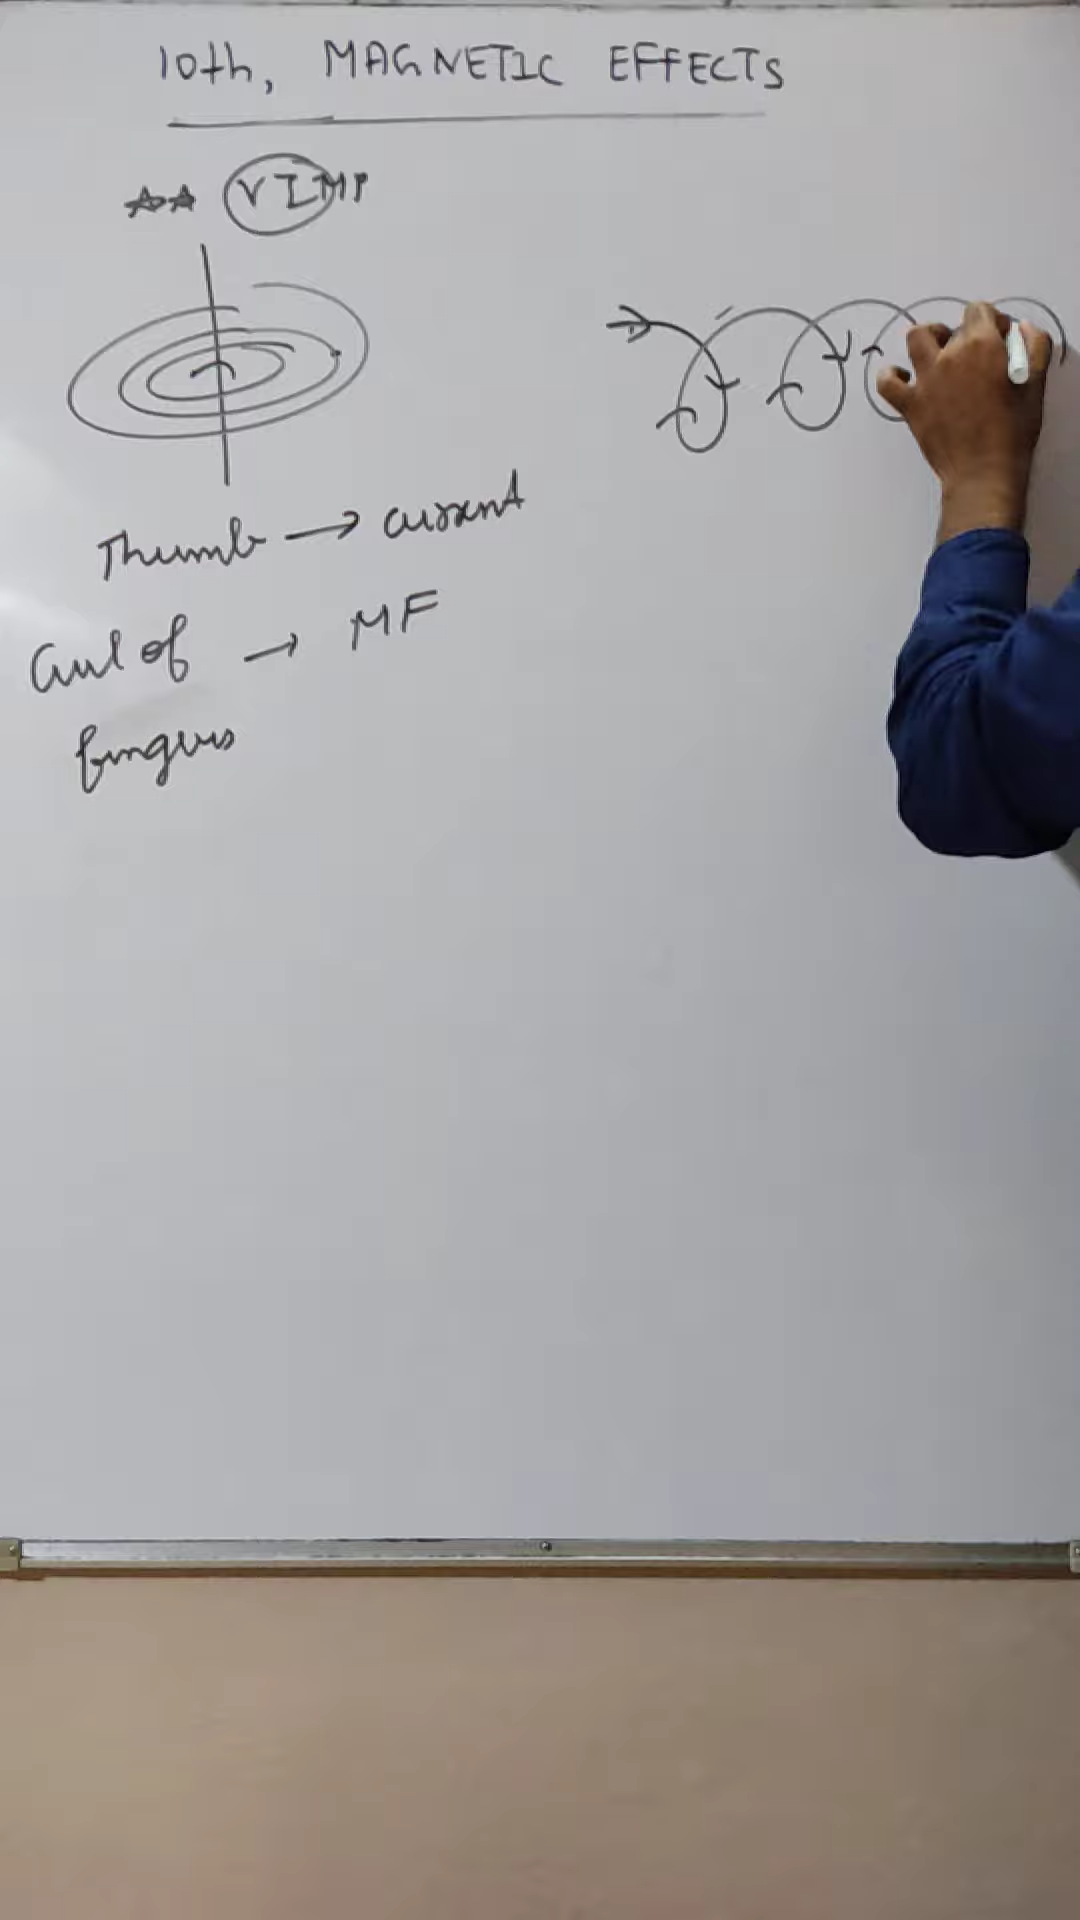 10th, MAGNETIC EFFECTS
VIMP
Thumb → current
Curl of → MF
fingers